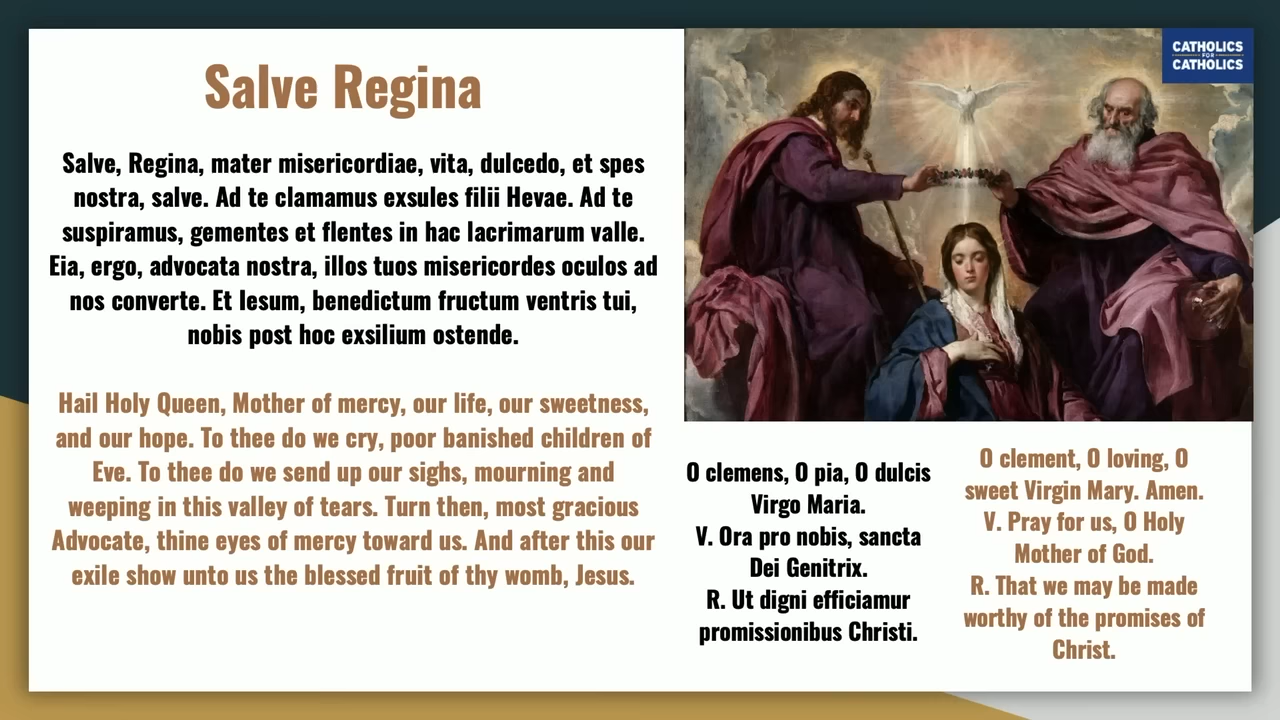 Salve Regina
Salve, Regina, mater misericordiae, vita, dulcedo, et spes
nostra, salve. Ad te clamamus exsules filii Hevae. Ad te
suspiramus, gementes et flentes in hac lacrimarum valle.
Eia, ergo, advocata nostra, illos tuos misericordes oculos ad
nos converte. Et Iesum, benedictum fructum ventris tui,
nobis post hoc exsilium ostende.
Hail Holy Queen, Mother of mercy, our life, our sweetness,
and our hope. To thee do we cry, poor banished children of
Eve. To thee do we send up our sighs, mourning and
weeping in this valley of tears. Turn then, most gracious
Advocate, thine eyes of mercy toward us. And after this our
exile show unto us the blessed fruit of thy womb, Jesus.
CATHOLICS
FOR
CATHOLICS
O clemens, O pia, O dulcis
Virgo Maria.
V. Ora pro nobis, sancta
Dei Genitrix.
R. Ut digni efficiamur
promissionibus Christi.
O clement, O loving, O
sweet Virgin Mary. Amen.
V. Pray for us, O Holy
Mother of God.
R. That we may be made
worthy of the promises of
Christ.